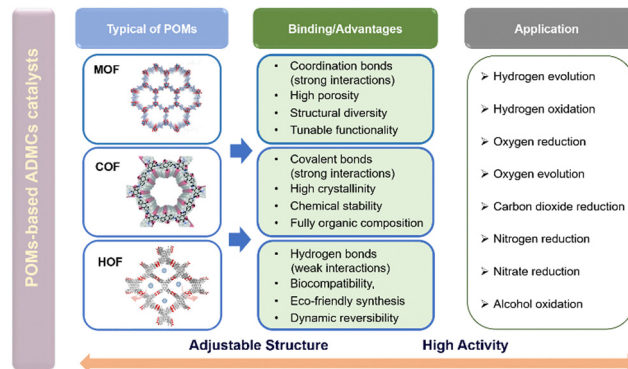 POMs-based ADMCs catalysts
Typical of POMs
Binding/Advantages
Application
MOF
• Coordination bonds
(strong interactions)
• High porosity
• Structural diversity
• Tunable functionality
COF
• Covalent bonds
(strong interactions)
• High crystallinity
• Chemical stability
• Fully organic composition
HOF
• Hydrogen bonds
(weak interactions)
• Biocompatibility,
• Eco-friendly synthesis
• Dynamic reversibility
➢ Hydrogen evolution
➢ Hydrogen oxidation
➢ Oxygen reduction
➢ Oxygen evolution
➢ Carbon dioxide reduction
➢ Nitrogen reduction
➢ Nitrate reduction
➢ Alcohol oxidation
Adjustable Structure
High Activity